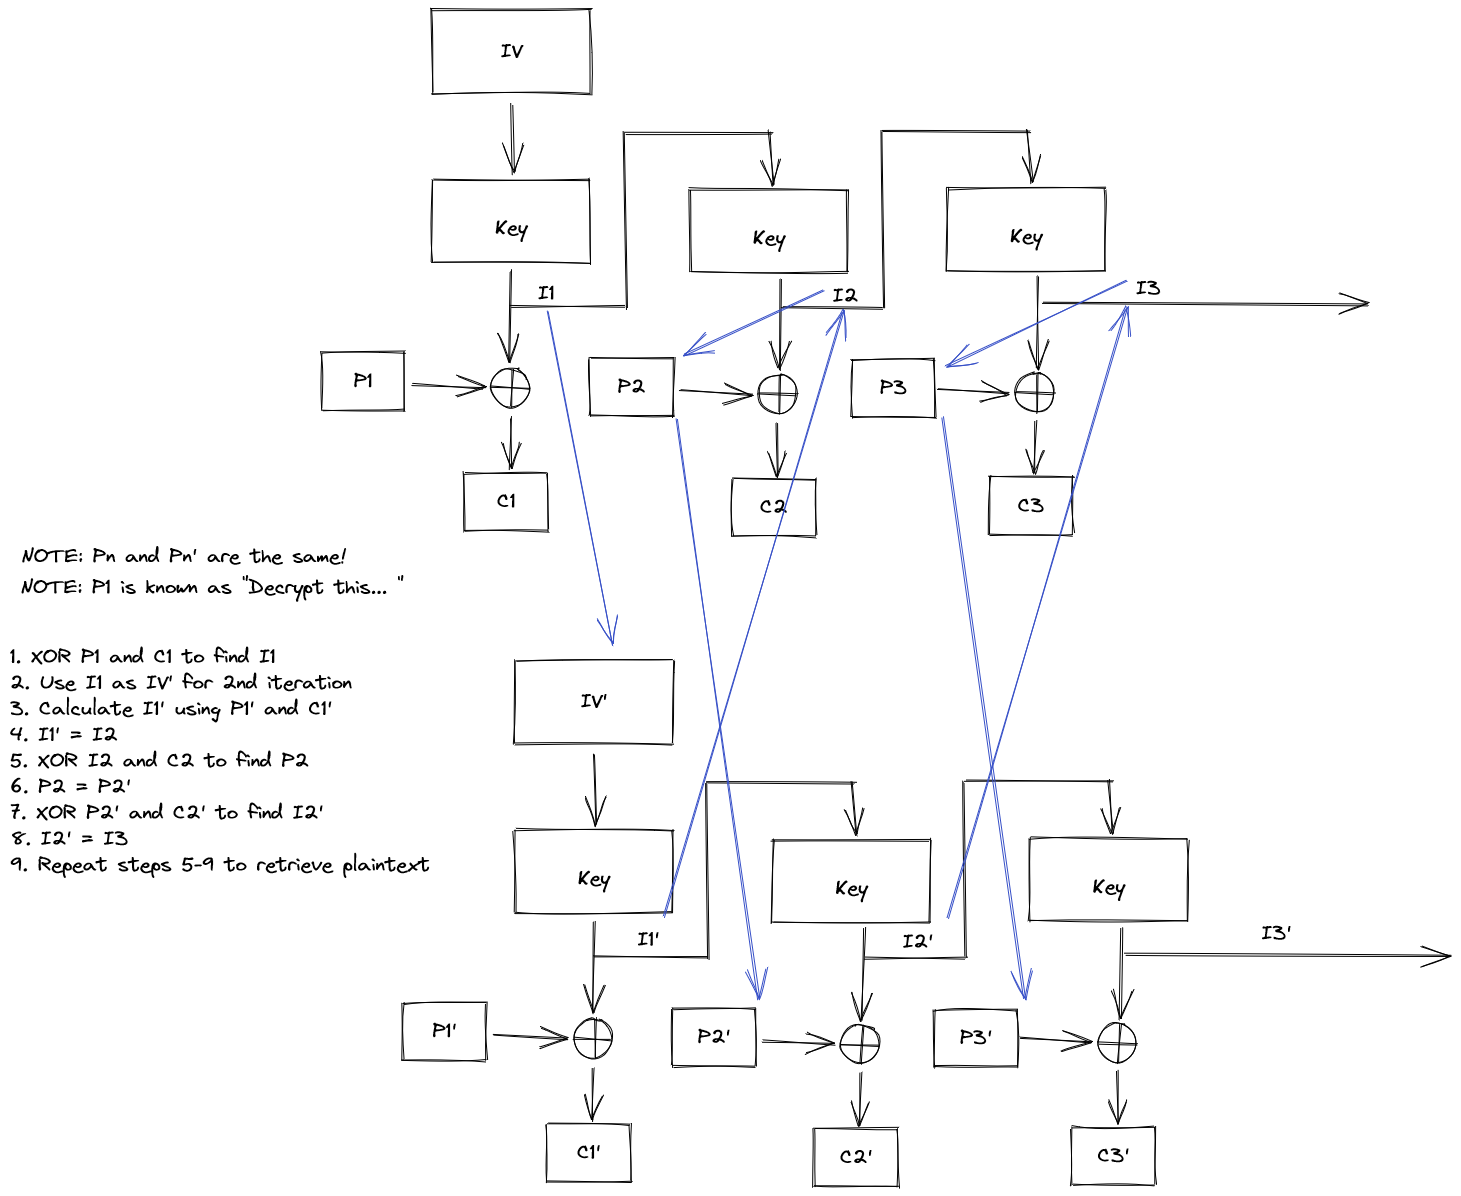 IV
Key
Key
Key
I1
I2
I3
P1
P2
P3
C1
C2
C3
NOTE: Pn and Pn' are the same!
NOTE: P1 is known as "Decrypt this... "
1. XOR P1 and C1 to find I1
2. Use I1 as IV' for 2nd iteration
3. Calculate I1' using P1' and C1'
4. I1' = I2
5. XOR I2 and C2 to find P2
6. P2 = P2'
7. XOR P2' and C2' to find I2'
8. I2' = I3
9. Repeat steps 5-9 to retrieve plaintext
IV'
Key
Key
Key
I1'
I2'
I3'
P1'
P2'
P3'
C1'
C2'
C3'